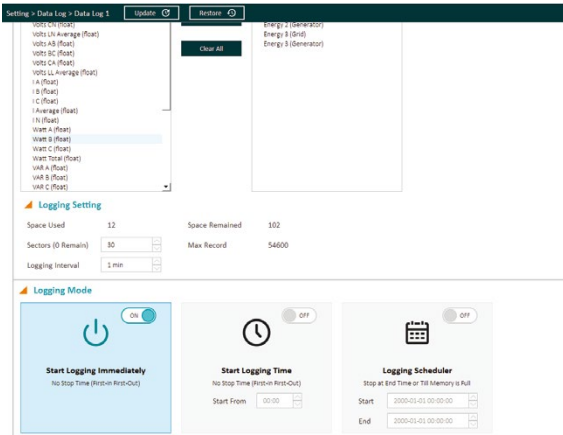 Setting > Data Log > Data Log 1 Update Restore
Volts CN (float)
Volts LN Average (float)
Volts AB (float)
Volts BC (float)
Volts CA (float)
Volts LL Average (float)
I A (float)
I B (float)
I C (float)
I Average (float)
I N (float)
Watt A (float)
Watt B (float)
Watt C (float)
Watt Total (float)
VAR A (float)
VAR B (float)
VAR C (float)
Clear All
Energy 2 (Generator)
Energy 3 (Grid)
Energy 3 (Generator)
Logging Setting
Space Used 12 Space Remained 102
Sectors (0 Remain) 30 Max Record 54600
Logging Interval 1 min
Logging Mode
ON
Start Logging Immediately
No Stop Time (First-in First-Out)
OFF
Start Logging Time
No Stop Time (First-in First-Out)
Start From 00:00
OFF
Logging Scheduler
Stop at End Time or Till Memory is Full
Start 2000-01-01 00:00:00
End 2000-01-01 00:00:00